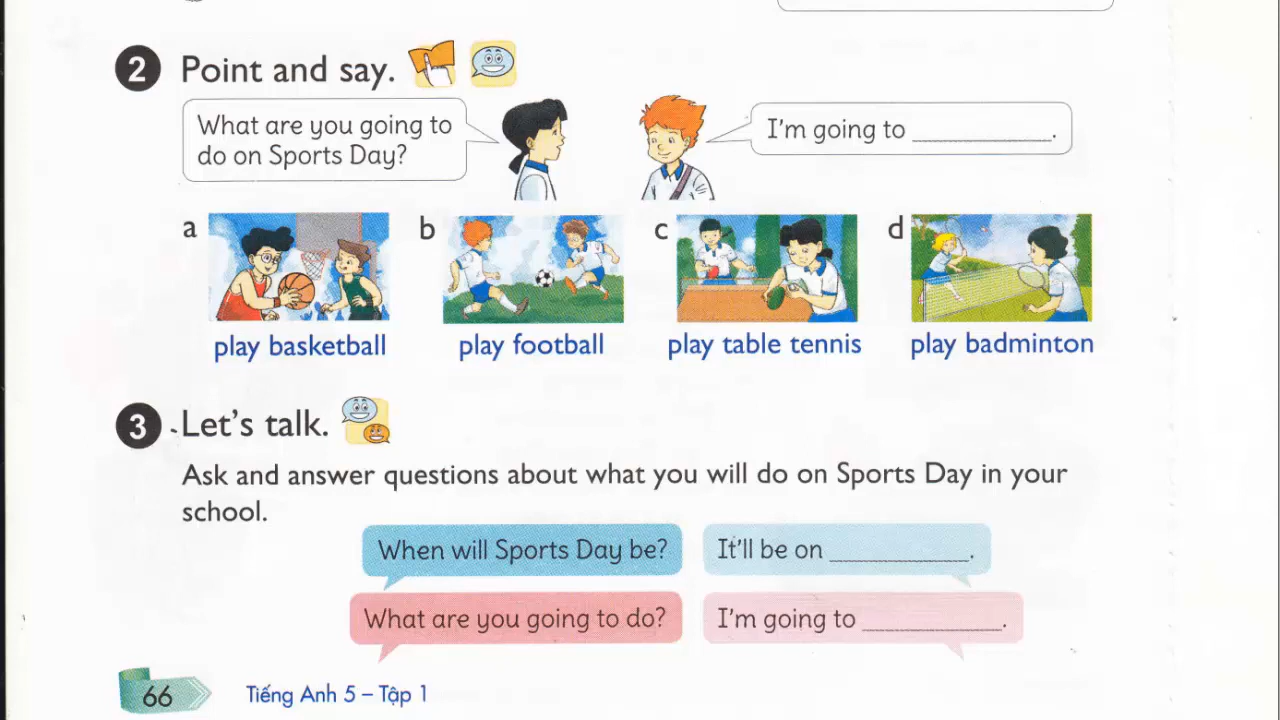 2 Point and say.
What are you going to
do on Sports Day?
I'm going to ____________.
a
b
c
d
play basketball
play football
play table tennis
play badminton
3 Let's talk.
Ask and answer questions about what you will do on Sports Day in your
school.
When will Sports Day be?
It'll be on ____________.
What are you going to do?
I'm going to ____________.
66
Tiếng Anh 5 – Tập 1